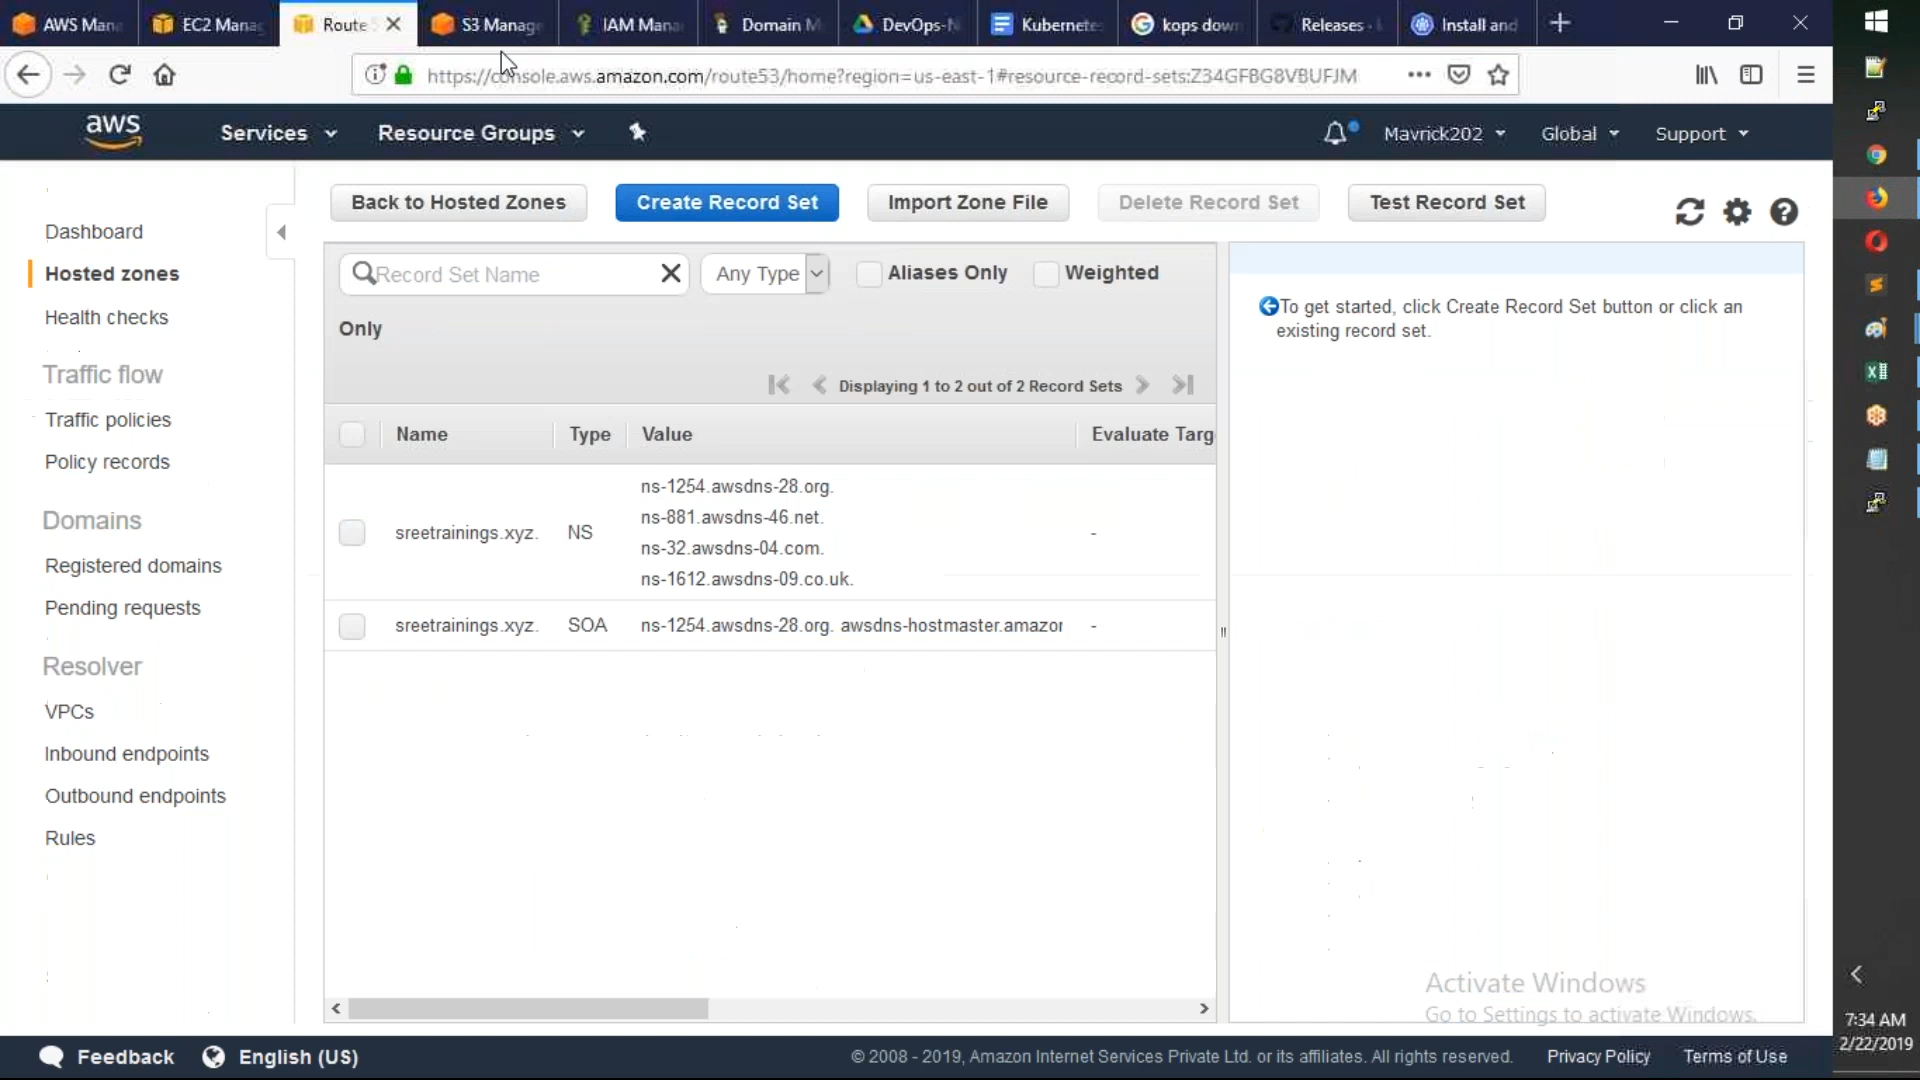 AWS Man
EC2 Mana
Route 5
S3 Manag
IAM Mana
Domain M
DevOps-N
Kubernete
kops dow
Releases ·
Install and
https://console.aws.amazon.com/route53/home?region=us-east-1#resource-record-sets:Z34GFBG8VBUFJM
aws
Services
Resource Groups
Mavrick202
Global
Support
Back to Hosted Zones
Create Record Set
Import Zone File
Delete Record Set
Test Record Set
Dashboard
Hosted zones
Health checks
Traffic flow
Traffic policies
Policy records
Domains
Registered domains
Pending requests
Resolver
VPCs
Inbound endpoints
Outbound endpoints
Rules
Record Set Name
Any Type
Aliases Only
Weighted
Only
Displaying 1 to 2 out of 2 Record Sets
Name Type Value Evaluate Targ
sreetrainings.xyz. NS
ns-1254.awsdns-28.org.
ns-881.awsdns-46.net.
ns-32.awsdns-04.com.
ns-1612.awsdns-09.co.uk.
-
sreetrainings.xyz. SOA ns-1254.awsdns-28.org. awsdns-hostmaster.amazor -
To get started, click Create Record Set button or click an
existing record set.
Activate Windows
Go to Settings to activate Windows.
7:34 AM
2/22/2019
Feedback
English (US)
© 2008 - 2019, Amazon Internet Services Private Ltd. or its affiliates. All rights reserved.
Privacy Policy
Terms of Use